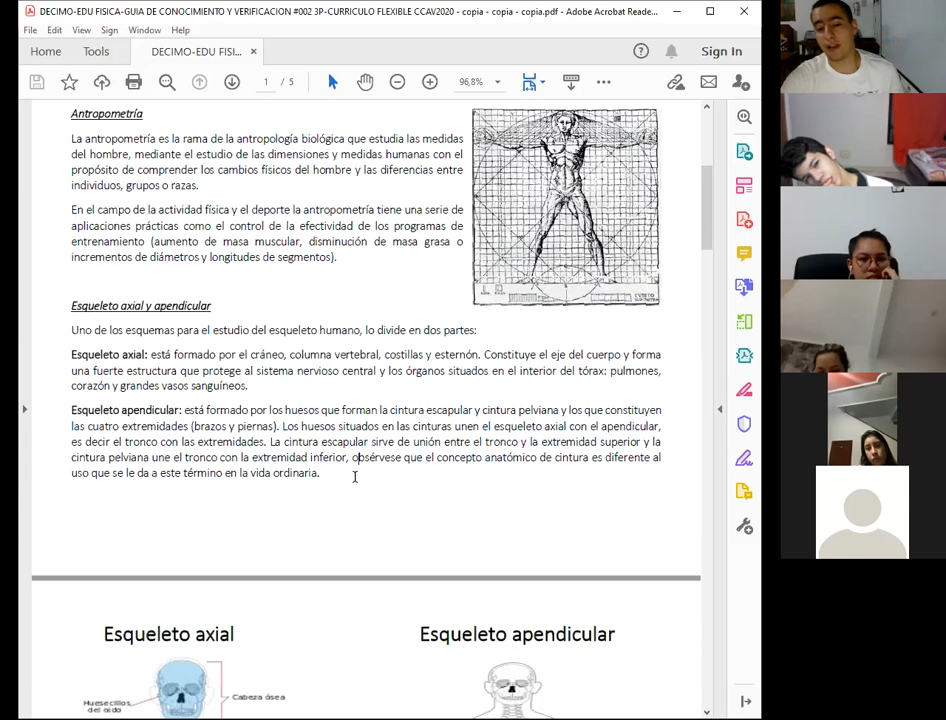 DECIMO-EDU FISICA-GUIA DE CONOCIMIENTO Y VERIFICACION #002 3P-CURRICULO FLEXIBLE CCAV2020 - copia - copia - copia.pdf - Adobe Acrobat Reade...
File Edit View Sign Window Help
Home Tools DECIMO-EDU FISI... × Sign In
1 / 5 96,8%
Antropometría
La antropometría es la rama de la antropología biológica que estudia las medidas
del hombre, mediante el estudio de las dimensiones y medidas humanas con el
propósito de comprender los cambios físicos del hombre y las diferencias entre
individuos, grupos o razas.
En el campo de la actividad física y el deporte la antropometría tiene una serie de
aplicaciones prácticas como el control de la efectividad de los programas de
entrenamiento (aumento de masa muscular, disminución de masa grasa o
incrementos de diámetros y longitudes de segmentos).
Esqueleto axial y apendicular
Uno de los esquemas para el estudio del esqueleto humano, lo divide en dos partes:
Esqueleto axial: está formado por el cráneo, columna vertebral, costillas y esternón. Constituye el eje del cuerpo y forma
una fuerte estructura que protege al sistema nervioso central y los órganos situados en el interior del tórax: pulmones,
corazón y grandes vasos sanguíneos.
Esqueleto apendicular: está formado por los huesos que forman la cintura escapular y cintura pelviana y los que constituyen
las cuatro extremidades (brazos y piernas). Los huesos situados en las cinturas unen el esqueleto axial con el apendicular,
es decir el tronco con las extremidades. La cintura escapular sirve de unión entre el tronco y la extremidad superior y la
cintura pelviana une el tronco con la extremidad inferior, obsérvese que el concepto anatómico de cintura es diferente al
uso que se le da a este término en la vida ordinaria.
Esqueleto axial
Esqueleto apendicular
Cabeza ósea
Huesecillos
del oído